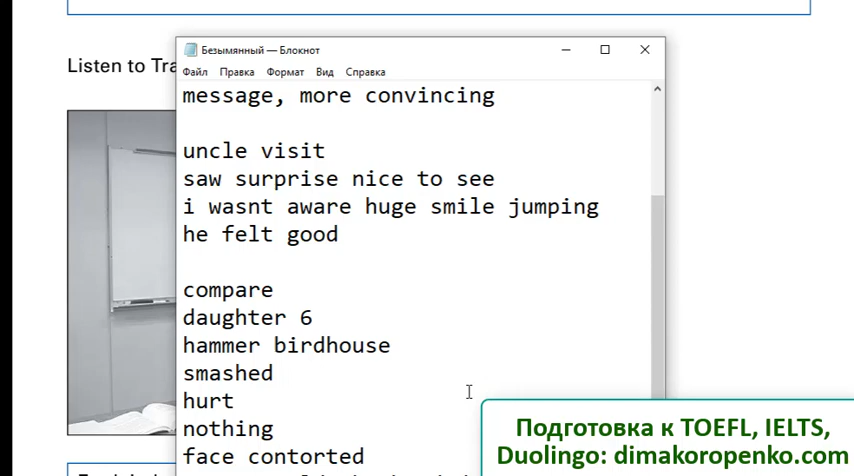 Listen to Tra
Безымянный — Блокнот
Файл Правка Формат Вид Справка
message, more convincing
uncle visit
saw surprise nice to see
i wasnt aware huge smile jumping
he felt good
compare
daughter 6
hammer birdhouse
smashed
hurt
nothing
face contorted
Подготовка к TOEFL, IELTS,
Duolingo: dimakoropenko.com